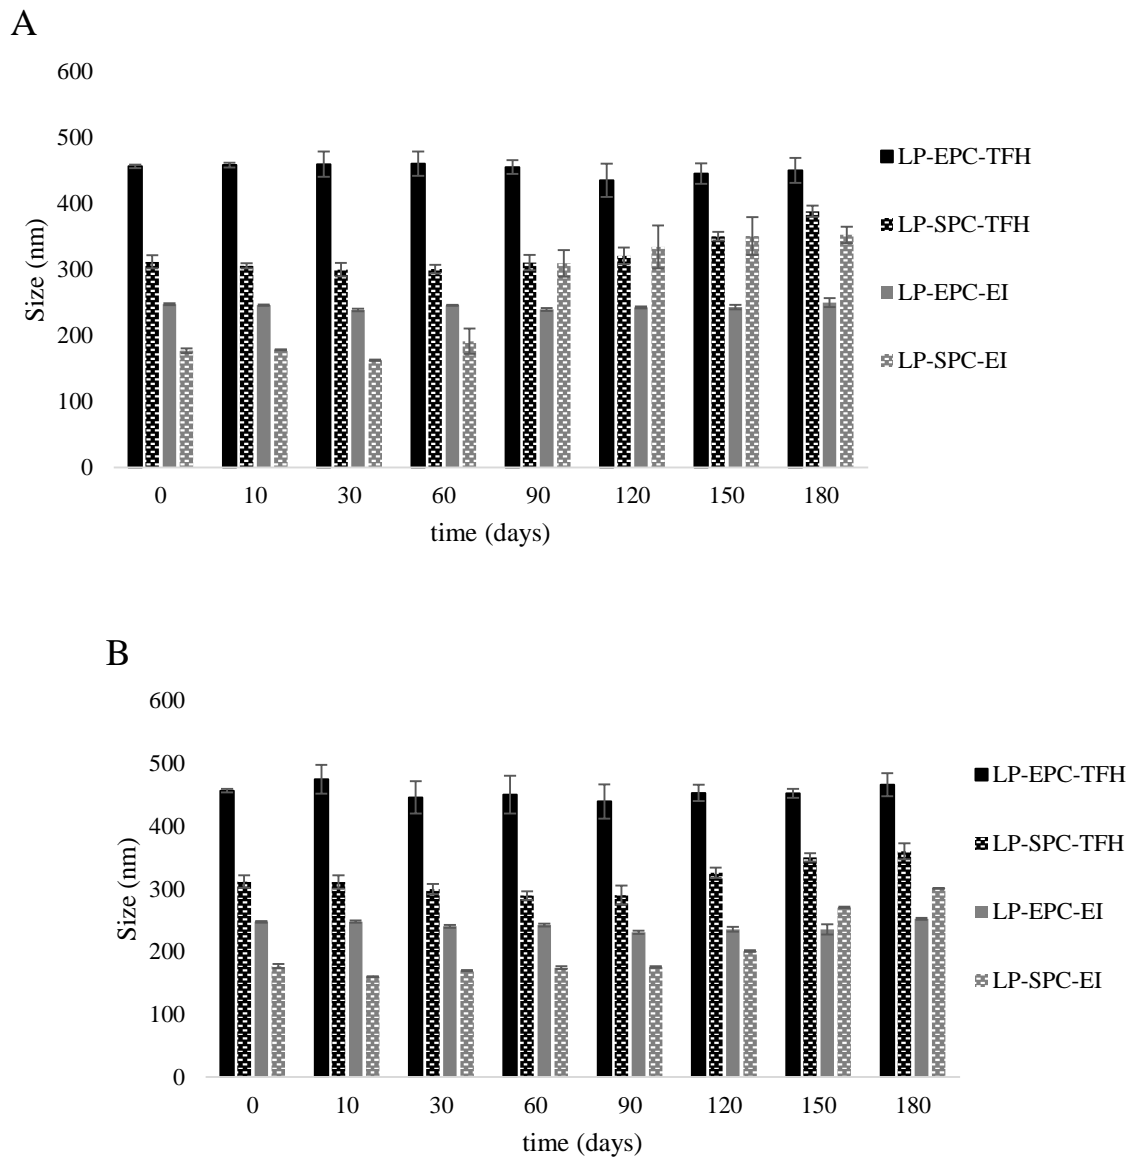 A
600
500
400
300
200
100
0
Size (nm)
0 10 30 60 90 120 150 180
time (days)
LP-EPC-TFH
LP-SPC-TFH
LP-EPC-EI
LP-SPC-EI
B
600
500
400
300
200
100
0
Size (nm)
0 10 30 60 90 120 150 180
time (days)
LP-EPC-TFH
LP-SPC-TFH
LP-EPC-EI
LP-SPC-EI